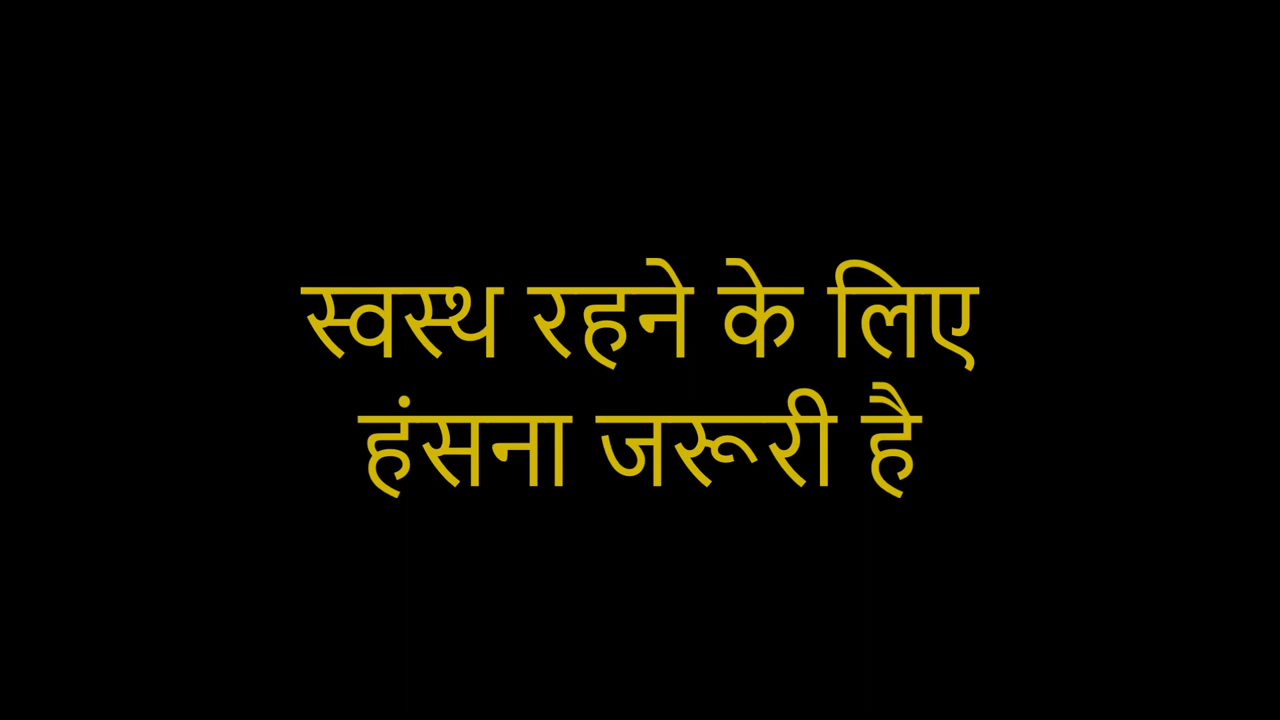 स्वस्थ रहने के लिए
हंसना जरूरी है